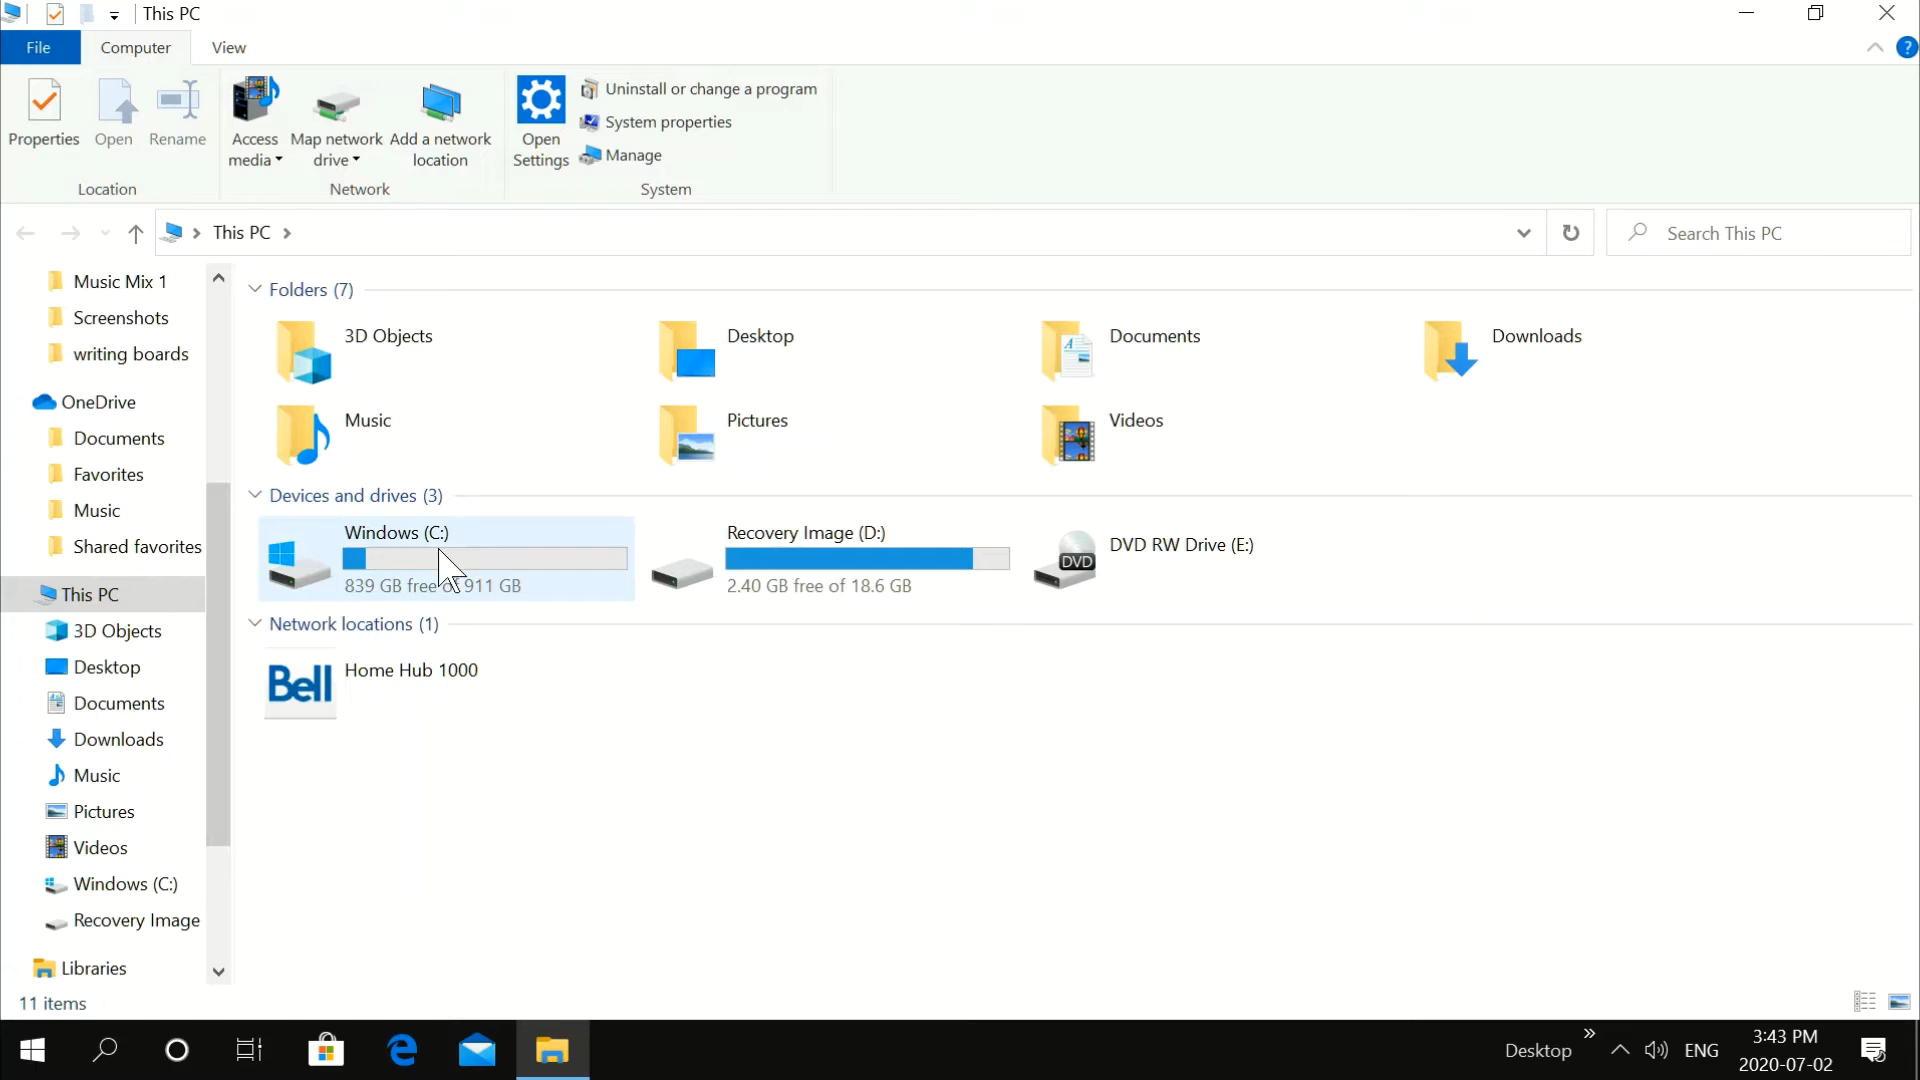 This PC
File
Computer
View
Properties
Open
Rename
Access media
Map network drive
Add a network location
Open Settings
Uninstall or change a program
System properties
Manage
Location
Network
System
This PC
Search This PC
Music Mix 1
Screenshots
writing boards
OneDrive
Documents
Favorites
Music
Shared favorites
This PC
3D Objects
Desktop
Documents
Downloads
Music
Pictures
Videos
Windows (C:)
Recovery Image
Libraries
Folders (7)
3D Objects
Desktop
Documents
Downloads
Music
Pictures
Videos
Devices and drives (3)
Windows (C:)
839 GB free of 911 GB
Recovery Image (D:)
2.40 GB free of 18.6 GB
DVD
DVD RW Drive (E:)
Network locations (1)
Bell
Home Hub 1000
11 items
Desktop
ENG
3:43 PM
2020-07-02